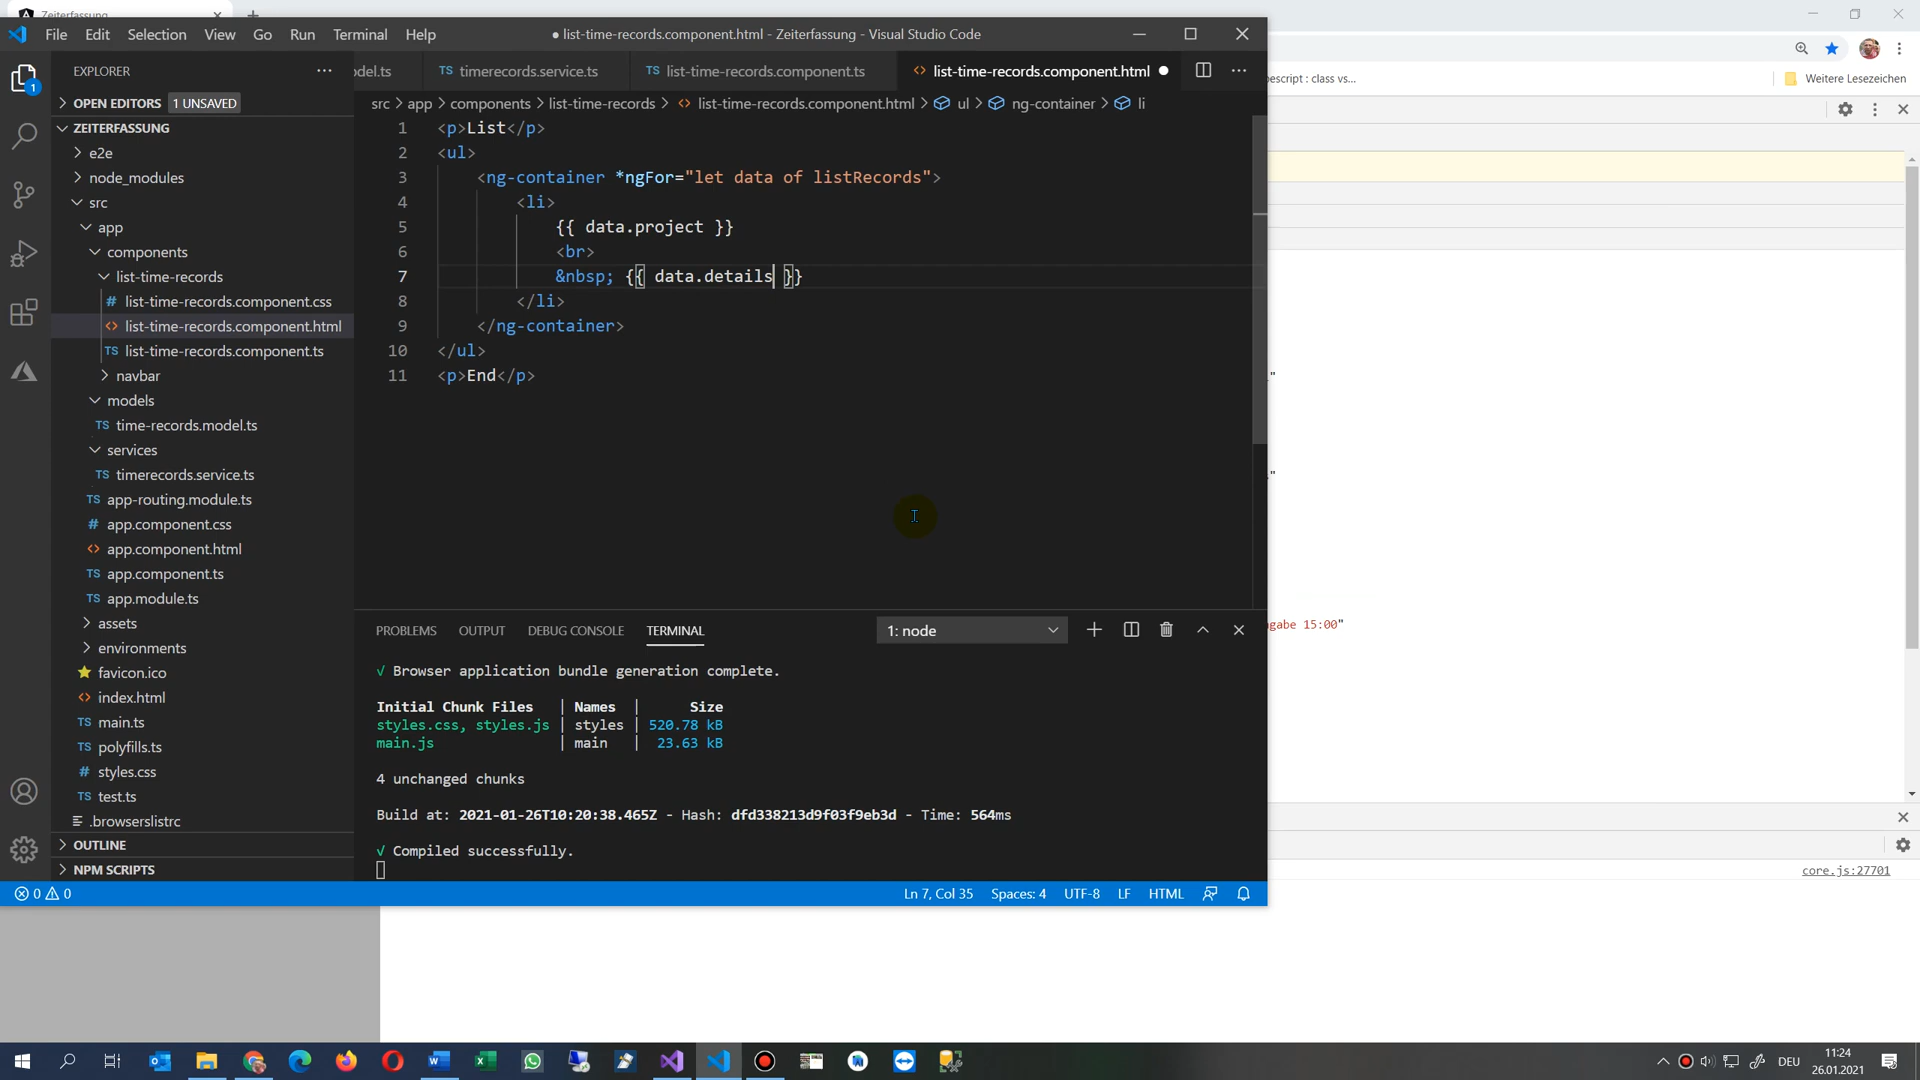 Zeiterfassung
File Edit Selection View Go Run Terminal Help
● list-time-records.component.html - Zeiterfassung - Visual Studio Code
EXPLORER
odel.ts
TS timerecords.service.ts
TS list-time-records.component.ts
<> list-time-records.component.html ●
escript : class vs...
Weitere Lesezeichen
1
OPEN EDITORS 1 UNSAVED
src > app > components > list-time-records > <> list-time-records.component.html > ul > ng-container > li
ZEITERFASSUNG
e2e
node_modules
src
app
components
list-time-records
# list-time-records.component.css
<> list-time-records.component.html
TS list-time-records.component.ts
navbar
models
TS time-records.model.ts
services
TS timerecords.service.ts
TS app-routing.module.ts
# app.component.css
<> app.component.html
TS app.component.ts
TS app.module.ts
assets
environments
favicon.ico
<> index.html
TS main.ts
TS polyfills.ts
# styles.css
TS test.ts
.browserslistrc
OUTLINE
NPM SCRIPTS
1 <p>List</p>
2 <ul>
3 <ng-container *ngFor="let data of listRecords">
4 <li>
5 {{ data.project }}
6 <br>
7 &nbsp; {{ data.details }}
8 </li>
9 </ng-container>
10 </ul>
11 <p>End</p>
"
"
gabe 15:00"
PROBLEMS OUTPUT DEBUG CONSOLE TERMINAL
1: node
√ Browser application bundle generation complete.
Initial Chunk Files | Names | Size
styles.css, styles.js | styles | 520.78 kB
main.js | main | 23.63 kB
4 unchanged chunks
Build at: 2021-01-26T10:20:38.465Z - Hash: dfd338213d9f03f9eb3d - Time: 564ms
√ Compiled successfully.
core.js:27701
0 0
Ln 7, Col 35 Spaces: 4 UTF-8 LF HTML
DEU
11:24
26.01.2021